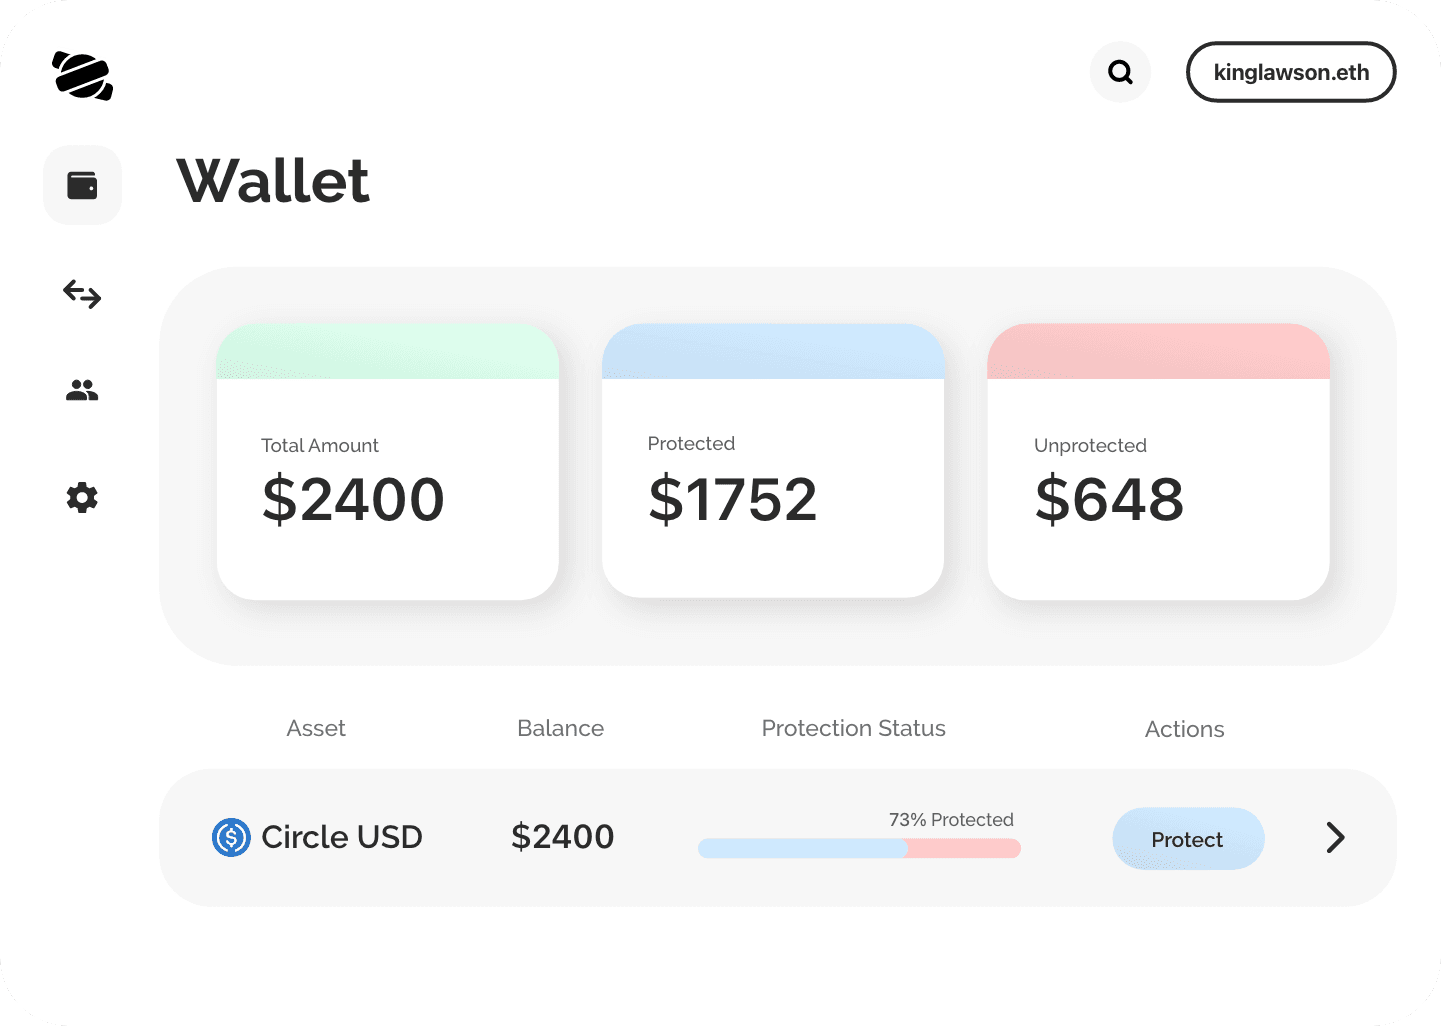 kinglawson.eth
Wallet
Total Amount
$2400
Protected
$1752
Unprotected
$648
Asset Balance Protection Status Actions
73% Protected
Circle USD $2400 Protect